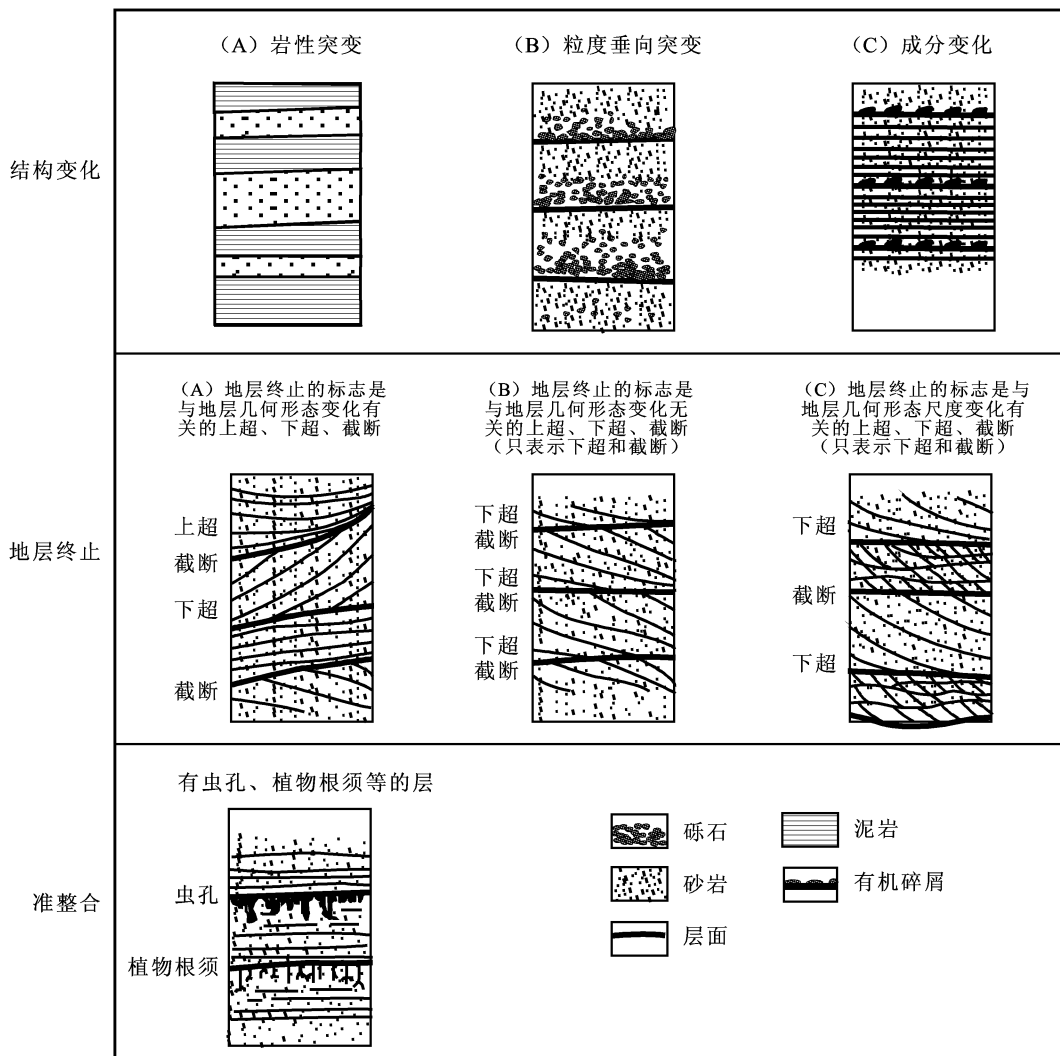 (A)岩性突变
(B)粒度垂向突变
(C)成分变化
结构变化
(A)地层终止的标志是
与地层几何形态变化有
关的上超、下超、截断
(B)地层终止的标志是
与地层几何形态变化无
关的上超、下超、截断
(只表示下超和截断)
(C)地层终止的标志是与
地层几何形态尺度变化有
关的上超、下超、截断
(只表示下超和截断)
地层终止
上超
截断
下超
截断
下超
截断
下超
截断
下超
截断
下超
截断
下超
有虫孔、植物根须等的层
准整合
虫孔
植物根须
砾石
泥岩
砂岩
有机碎屑
层面